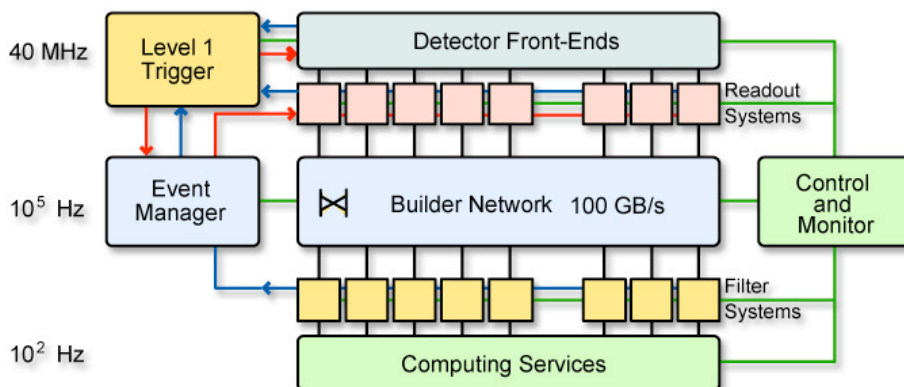 40 MHz
Level 1
Trigger
Detector Front-Ends
Readout
Systems
10⁵ Hz
Event
Manager
Builder Network 100 GB/s
Control
and
Monitor
Filter
Systems
10² Hz
Computing Services